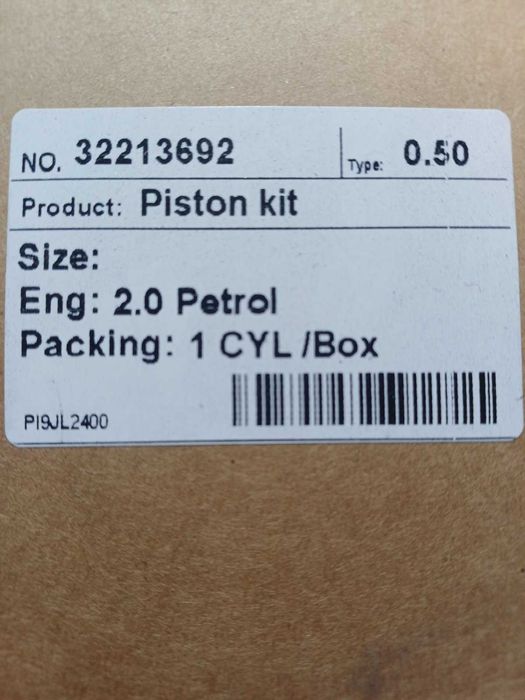 NO. 32213692 Type: 0.50
Product: Piston kit
Size:
Eng: 2.0 Petrol
Packing: 1 CYL /Box
PI9JL2400